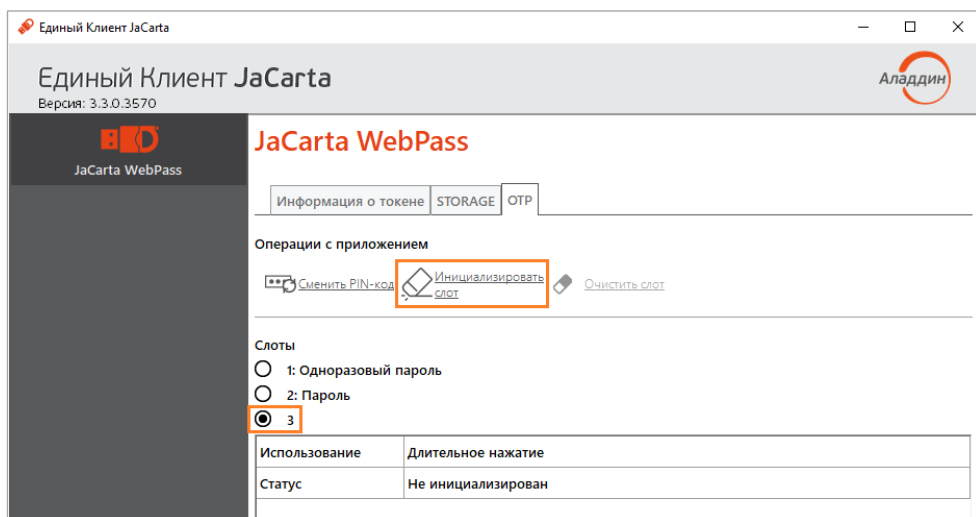 Единый Клиент JaCarta
Единый Клиент JaCarta
Версия: 3.3.0.3570
Аладдин
JaCarta WebPass
JaCarta WebPass
Информация о токене STORAGE OTP
Операции с приложением
Сменить PIN-код
Инициализировать
слот
Очистить слот
Слоты
1: Одноразовый пароль
2: Пароль
3
Использование Длительное нажатие
Статус Не инициализирован